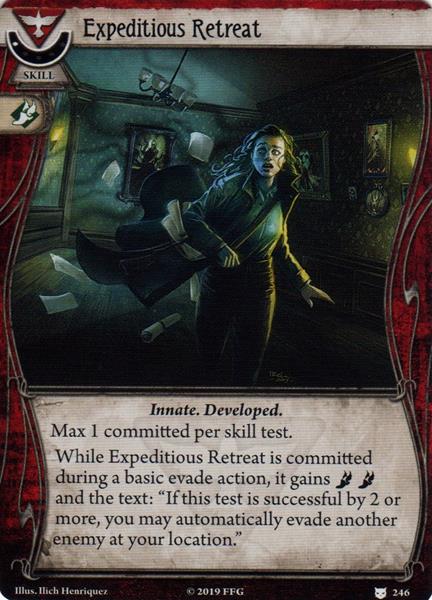 Expeditious Retreat
SKILL
Innate. Developed.
Max 1 committed per skill test.
While Expeditious Retreat is committed
during a basic evade action, it gains
and the text: “If this test is successful by 2 or
more, you may automatically evade another
enemy at your location.”
Illus. Ilich Henriquez
© 2019 FFG
246